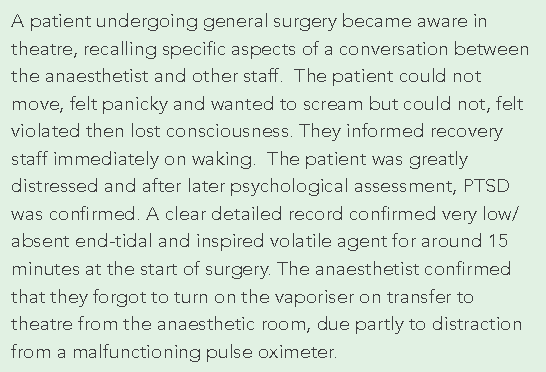 A patient undergoing general surgery became aware in
theatre, recalling specific aspects of a conversation between
the anaesthetist and other staff.  The patient could not
move, felt panicky and wanted to scream but could not, felt
violated then lost consciousness. They informed recovery
staff immediately on waking.  The patient was greatly
distressed and after later psychological assessment, PTSD
was confirmed. A clear detailed record confirmed very low/
absent end-tidal and inspired volatile agent for around 15
minutes at the start of surgery. The anaesthetist confirmed
that they forgot to turn on the vaporiser on transfer to
theatre from the anaesthetic room, due partly to distraction
from a malfunctioning pulse oximeter.